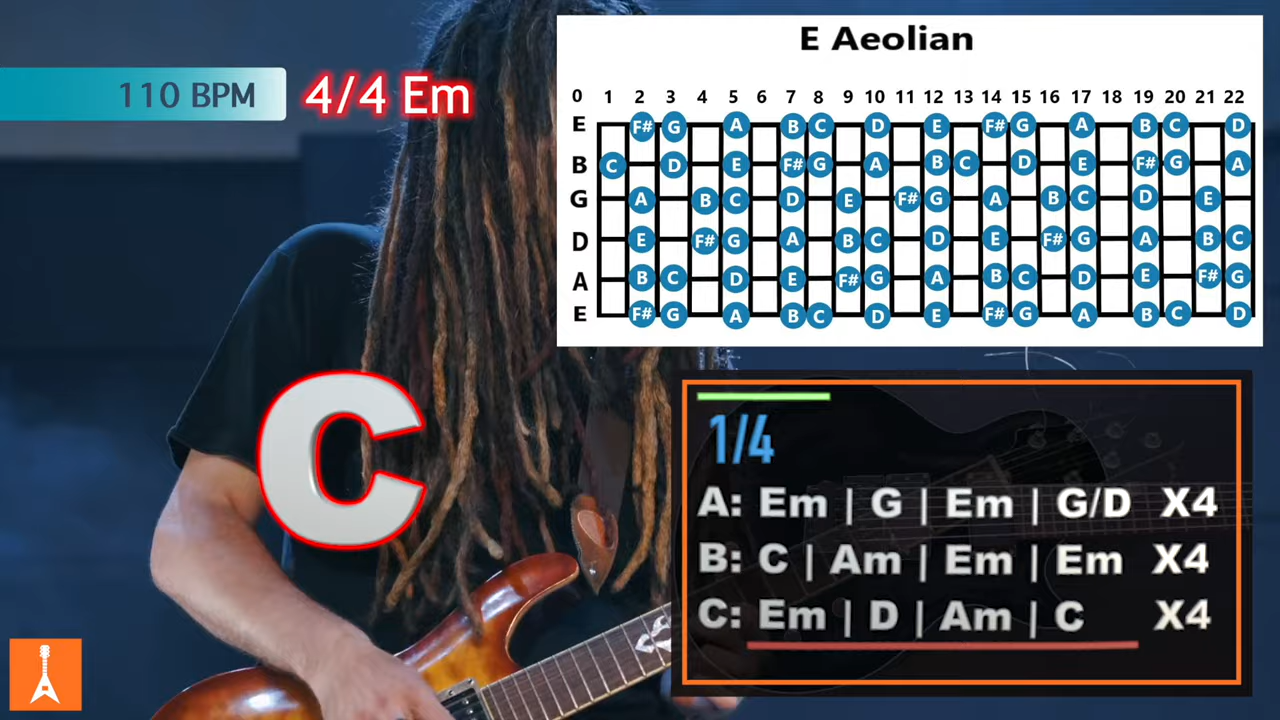 110 BPM
4/4 Em
E Aeolian
0 1 2 3 4 5 6 7 8 9 10 11 12 13 14 15 16 17 18 19 20 21 22
E F# G A B C D E F# G A B C D
B C D E F# G A B C D E F# G A
G A B C D E F# G A B C D E
D E F# G A B C D E F# G A B C
A B C D E F# G A B C D E F# G
E F# G A B C D E F# G A B C D
C
1/4
A: Em | G | Em | G/D X4
B: C | Am | Em | Em X4
C: Em | D | Am | C X4